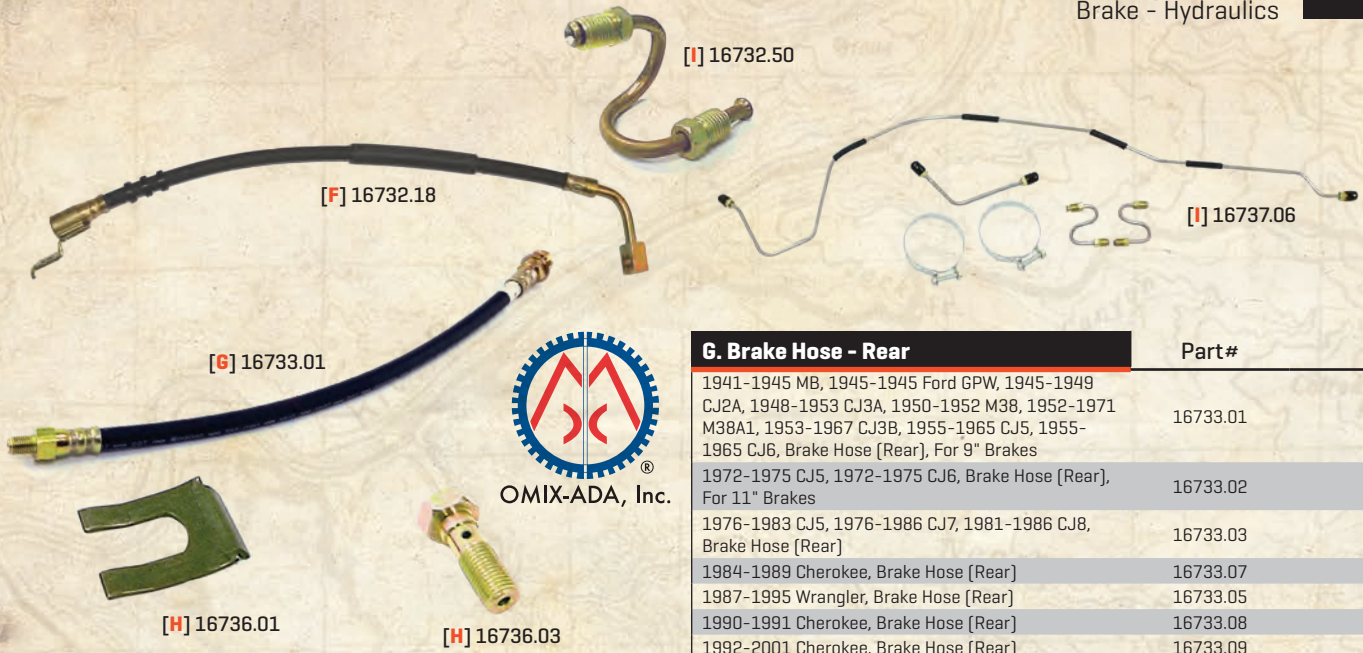 Brake - Hydraulics
[I] 16732.50
[F] 16732.18
[I] 16737.06
[G] 16733.01
®
OMIX-ADA, Inc.
[H] 16736.01
[H] 16736.03
G. Brake Hose - Rear Part#
1941-1945 MB, 1945-1945 Ford GPW, 1945-1949
CJ2A, 1948-1953 CJ3A, 1950-1952 M38, 1952-1971
M38A1, 1953-1967 CJ3B, 1955-1965 CJ5, 1955-
1965 CJ6, Brake Hose (Rear), For 9" Brakes
16733.01
1972-1975 CJ5, 1972-1975 CJ6, Brake Hose (Rear),
For 11" Brakes
16733.02
1976-1983 CJ5, 1976-1986 CJ7, 1981-1986 CJ8,
Brake Hose (Rear)
16733.03
1984-1989 Cherokee, Brake Hose (Rear) 16733.07
1987-1995 Wrangler, Brake Hose (Rear) 16733.05
1990-1991 Cherokee, Brake Hose (Rear) 16733.08
1992-2001 Cherokee, Brake Hose (Rear) 16733.09